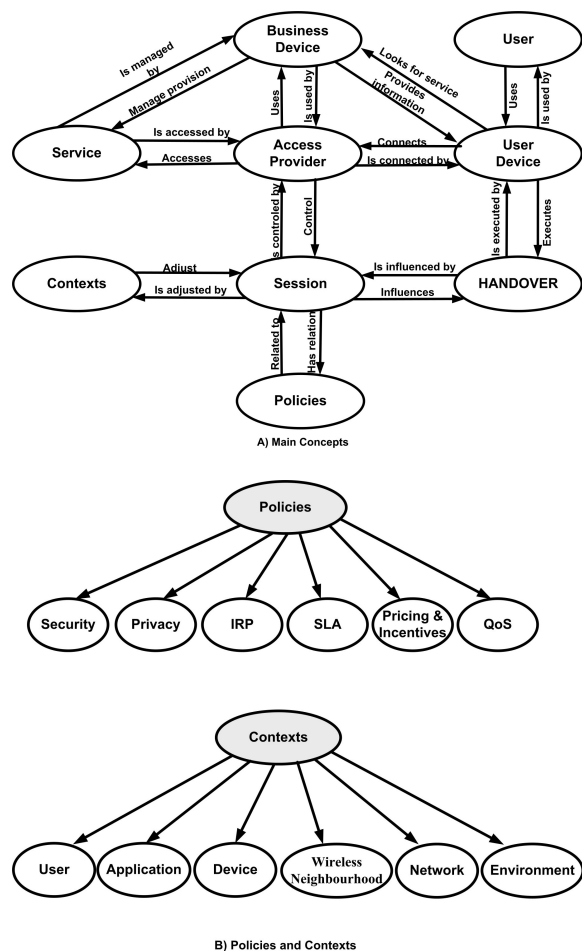 Business
Device
User
Is managed
by
Manage provision
Uses
Is used by
Looks for service
Provides
information
Uses
Is used by
Service
Is accessed by
Accesses
Access
Provider
Connects
Is connected by
User
Device
Is controled by
Control
Is executed by
Executes
Contexts
Adjust
Is adjusted by
Session
Is influenced by
Influences
HANDOVER
Related to
Has relation
Policies
A) Main Concepts
Policies
Security
Privacy
IRP
SLA
Pricing &
Incentives
QoS
Contexts
User
Application
Device
Wireless
Neighbourhood
Network
Environment
B) Policies and Contexts